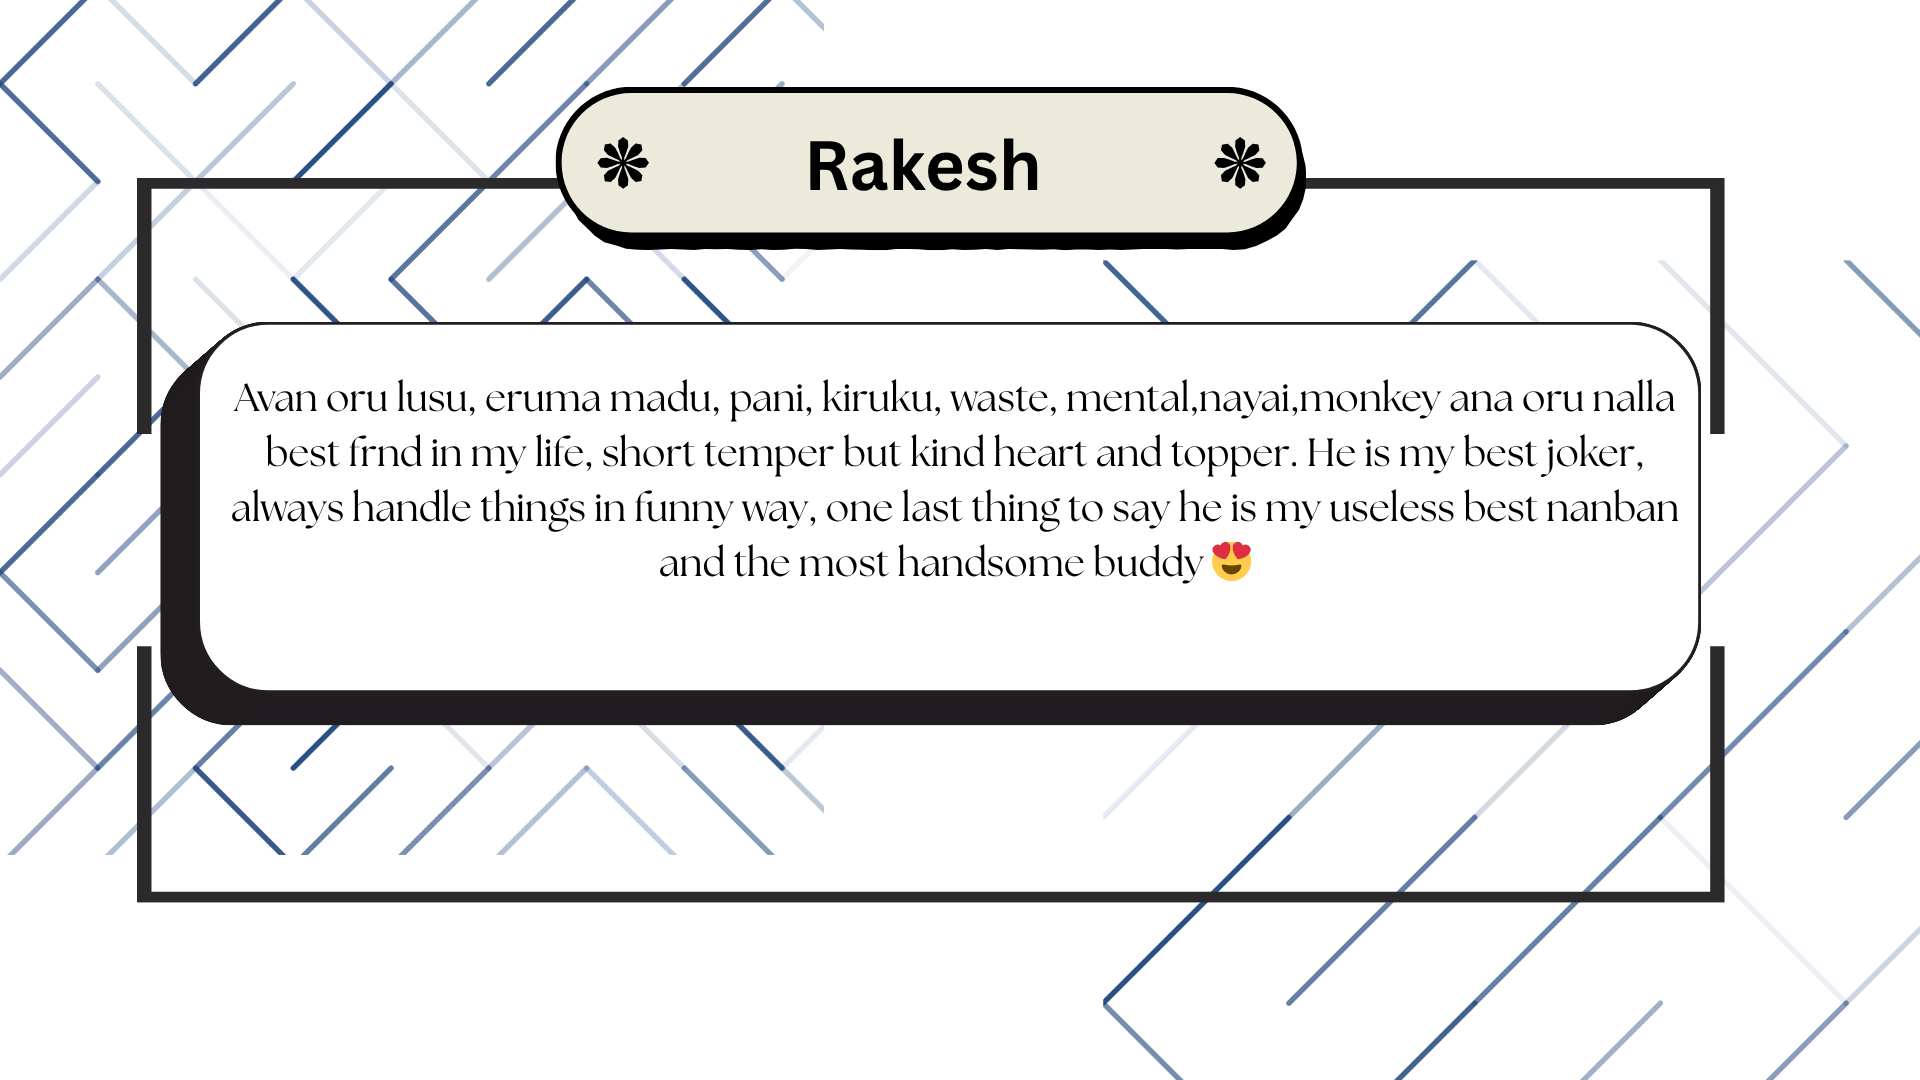 Rakesh
Avan oru lusu, eruma madu, pani, kiruku, waste, mental,nayai,monkey ana oru nalla
best frnd in my life, short temper but kind heart and topper. He is my best joker,
always handle things in funny way, one last thing to say he is my useless best nanban
and the most handsome buddy 😍